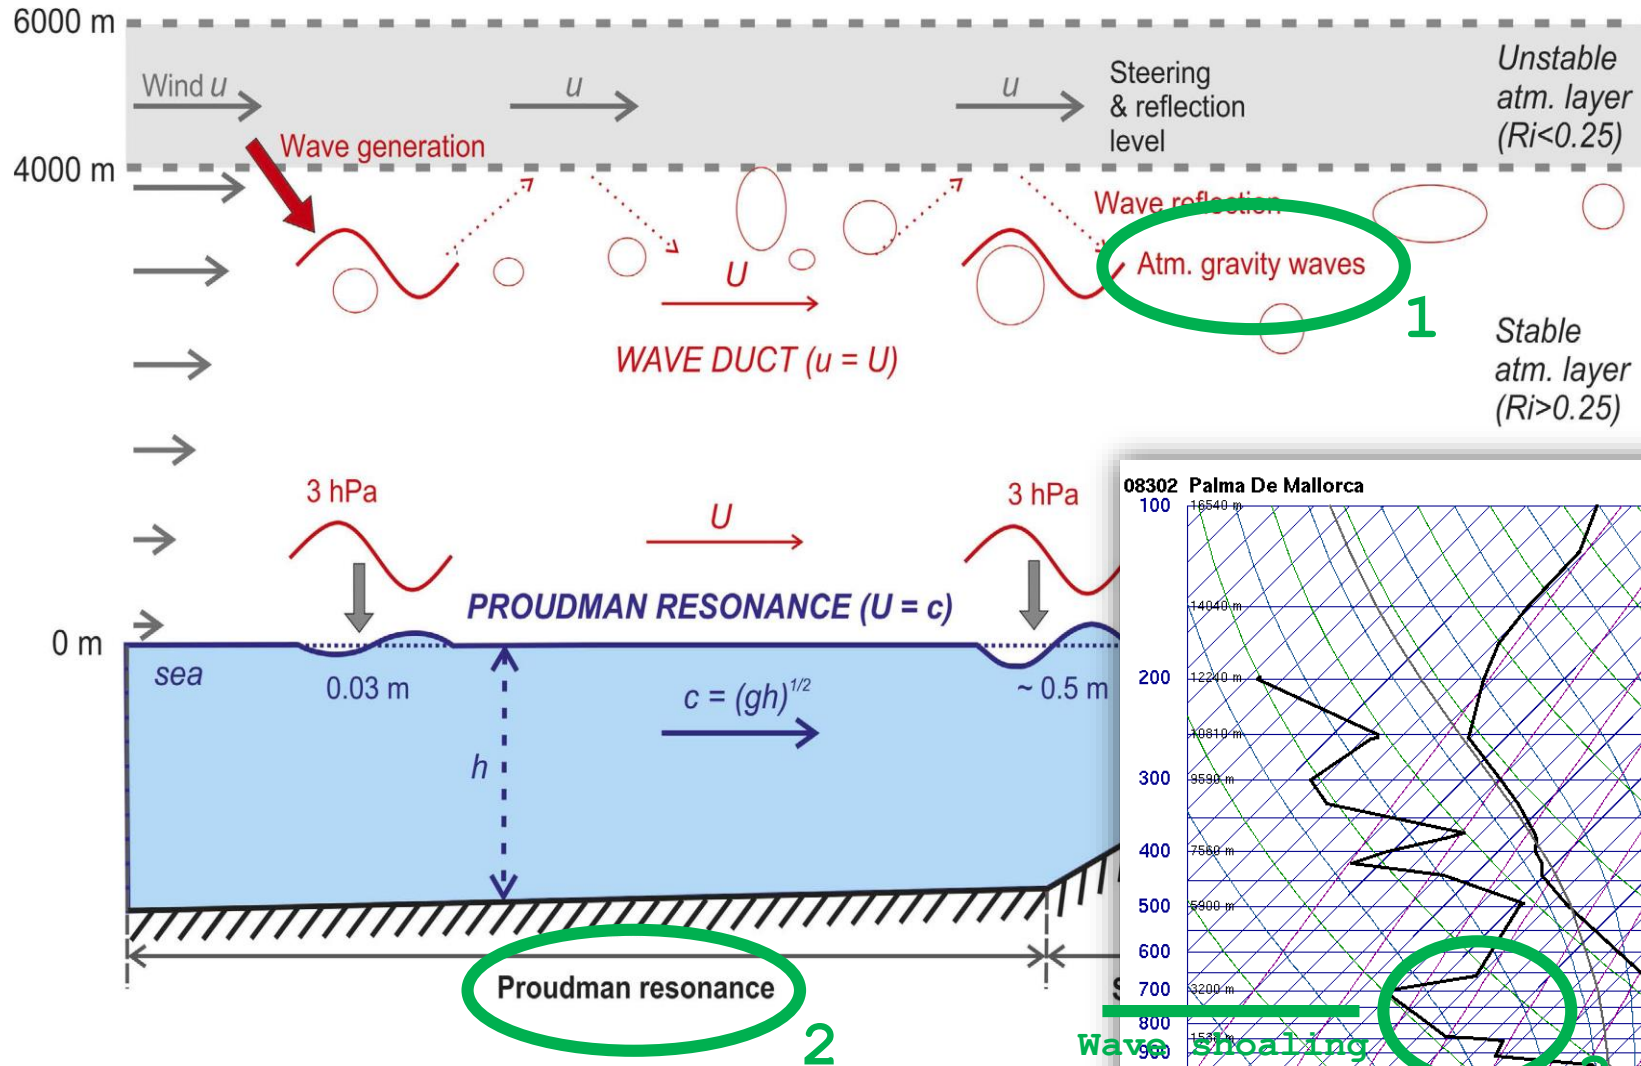 6000 m
Wind u
u
u
Steering
& reflection
level
Unstable
atm. layer
(Ri<0.25)
Wave generation
4000 m
Wave reflection
Atm. gravity waves
1
U
WAVE DUCT (u = U)
Stable
atm. layer
(Ri>0.25)
3 hPa
U
3 hPa
PROUDMAN RESONANCE (U = c)
0 m
sea
0.03 m
c = (gh)^1/2
~ 0.5 m
h
Proudman resonance
2
S
08302 Palma De Mallorca
100 16540 m
14040 m
200 12240 m
10810 m
300 9590 m
400 7560 m
500 5900 m
600
700 3200 m
800
900
Wave shoaling